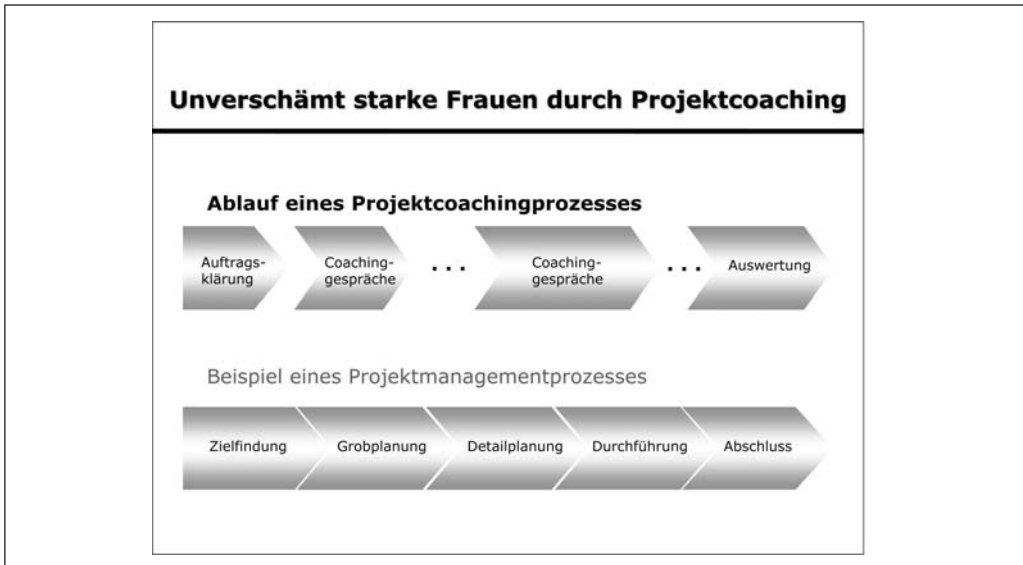 Unverschämt starke Frauen durch Projektcoaching
Ablauf eines Projektcoachingprozesses
Auftrags-
klärung
Coaching-
gespräche
...
Coaching-
gespräche
...
Auswertung
Beispiel eines Projektmanagementprozesses
Zielfindung
Grobplanung
Detailplanung
Durchführung
Abschluss